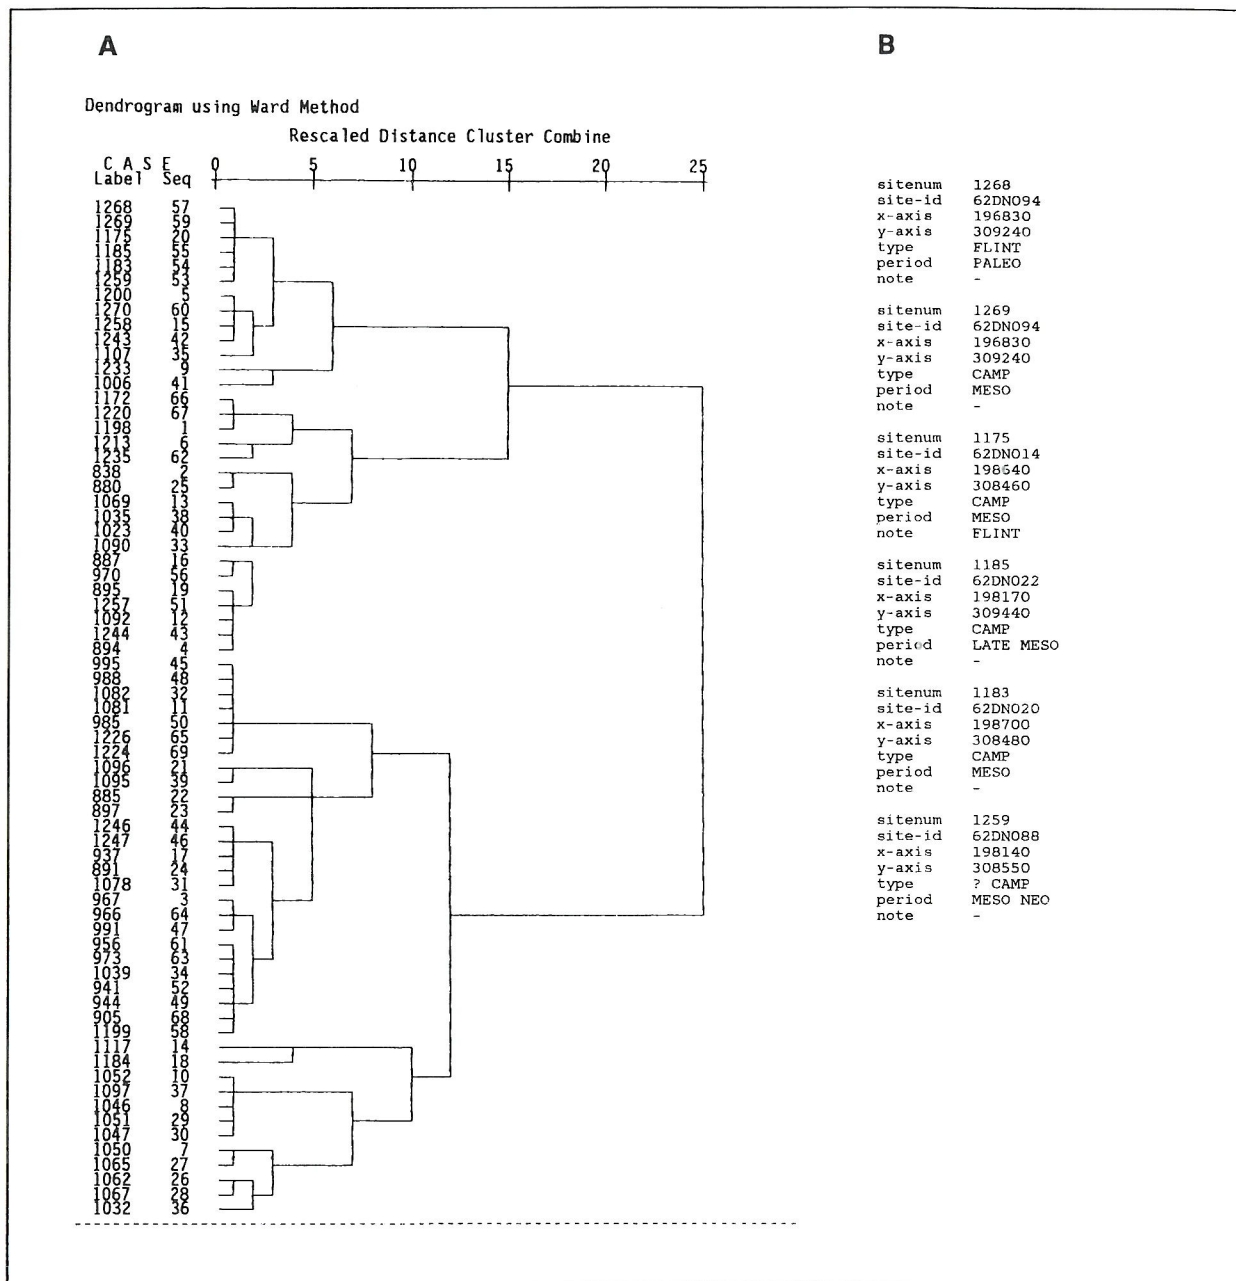 A
Dendrogram using Ward Method
Rescaled Distance Cluster Combine
C A S E 0 5 10 15 20 25
Label Seq
1268 57
1269 59
1175 20
1185 55
1183 54
1259 53
1200 5
1270 60
1258 15
1243 42
1107 35
1233 9
1006 41
1172 66
1220 67
1198 1
1213 6
1235 62
838 2
880 25
1069 13
1035 38
1023 40
1090 33
887 16
970 56
895 19
1257 51
1092 12
1244 43
894 4
995 45
988 48
1082 32
1081 11
985 50
1226 65
1224 69
1096 21
1095 39
885 22
897 23
1246 44
1247 46
937 17
891 24
1078 31
967 3
966 64
991 47
956 61
973 63
1039 34
941 52
944 49
905 68
1199 58
1117 14
1184 18
1052 10
1097 37
1046 8
1051 29
1047 30
1050 7
1065 27
1062 26
1067 28
1032 36
B
sitenum 1268
site-id 62DN094
x-axis 196830
y-axis 309240
type FLINT
period PALEO
note -
sitenum 1269
site-id 62DN094
x-axis 196830
y-axis 309240
type CAMP
period MESO
note -
sitenum 1175
site-id 62DN014
x-axis 198640
y-axis 308460
type CAMP
period MESO
note FLINT
sitenum 1185
site-id 62DN022
x-axis 198170
y-axis 309440
type CAMP
period LATE MESO
note -
sitenum 1183
site-id 62DN020
x-axis 198700
y-axis 308480
type CAMP
period MESO
note -
sitenum 1259
site-id 62DN088
x-axis 198140
y-axis 308550
type ? CAMP
period MESO NEO
note -